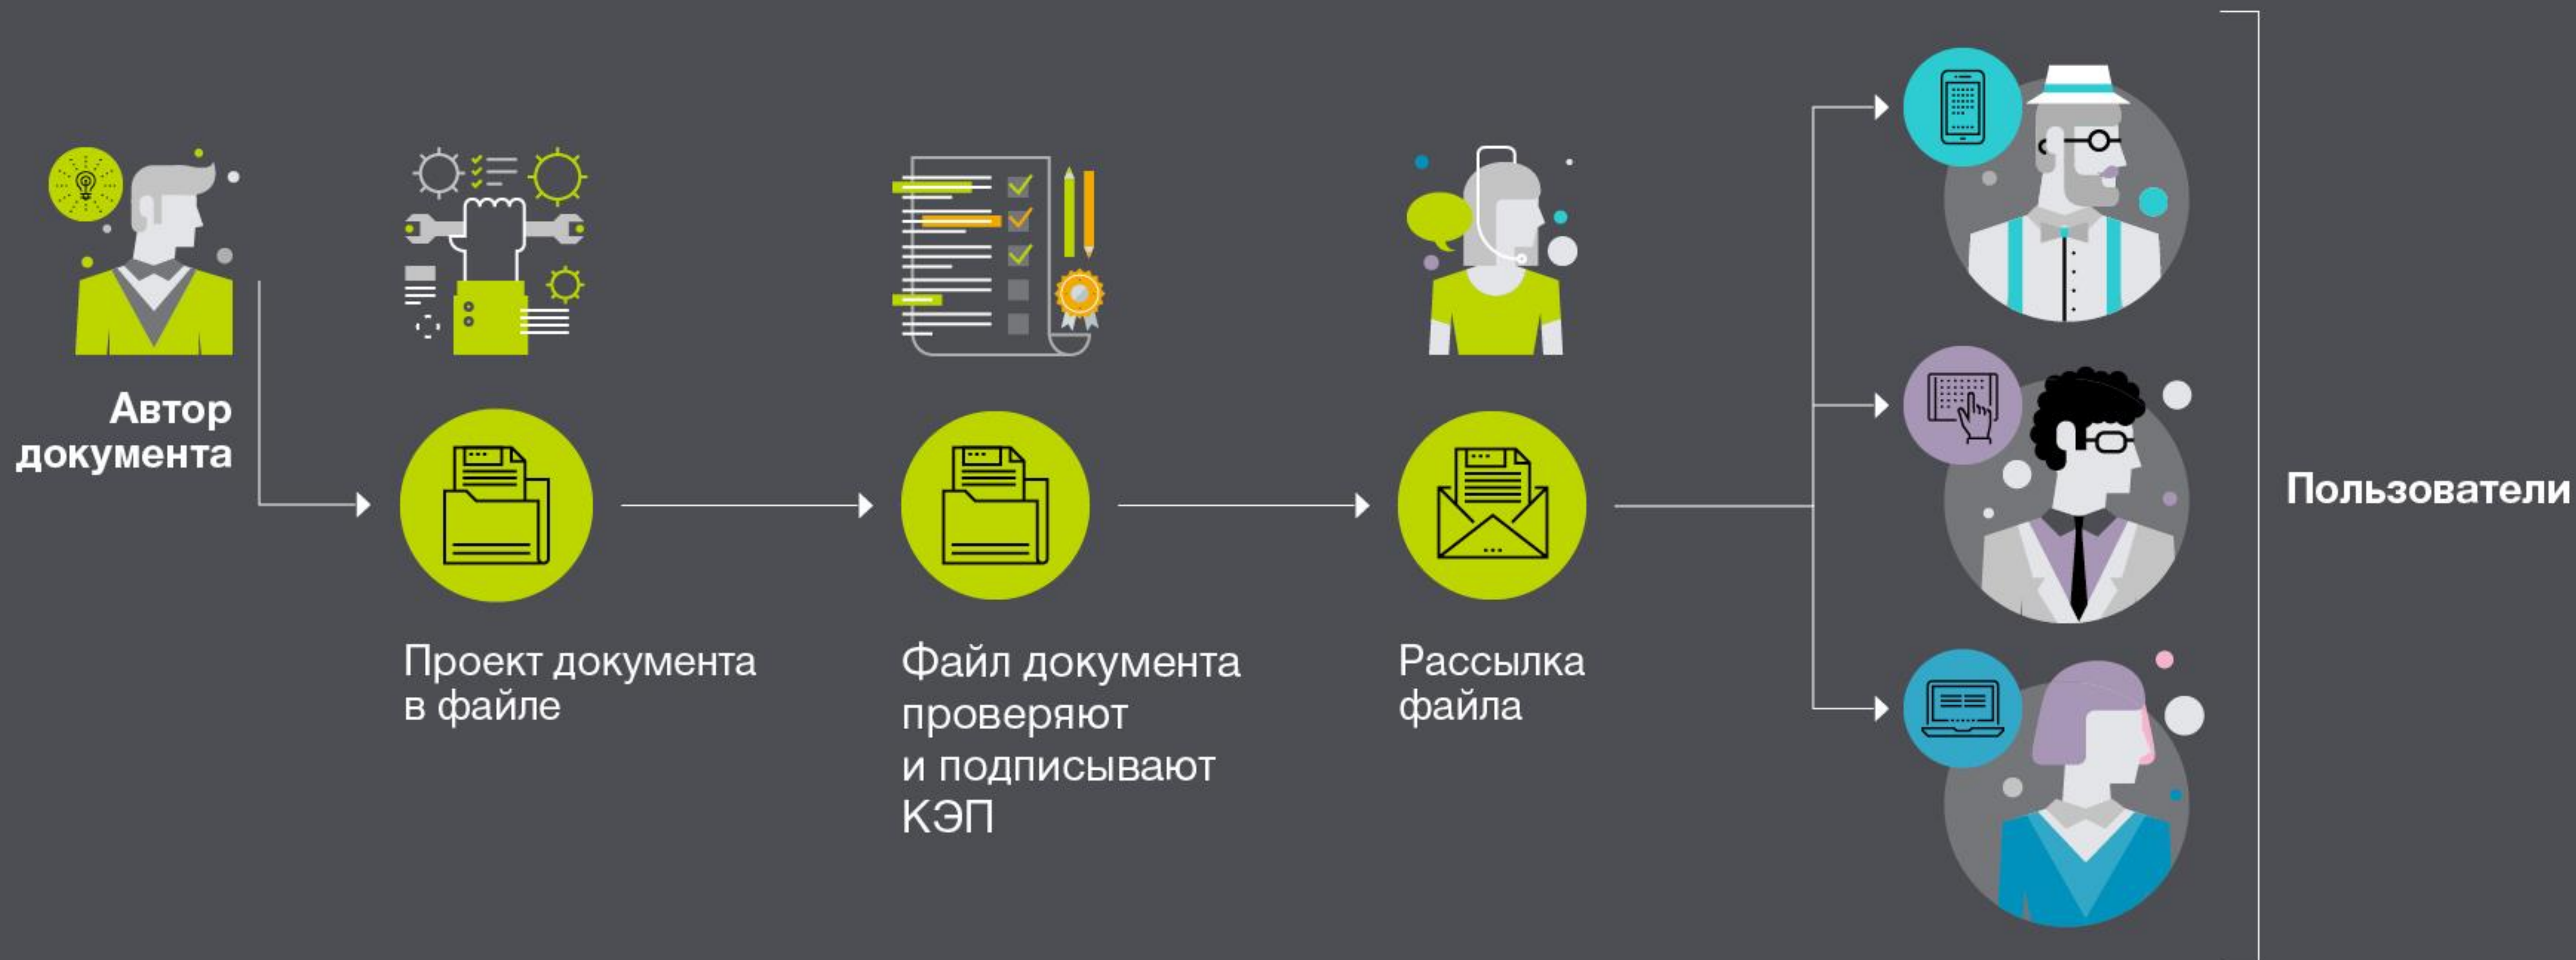 Автор
документа
Проект документа
в файле
Файл документа
проверяют
и подписывают
КЭП
Рассылка
файла
Пользователи